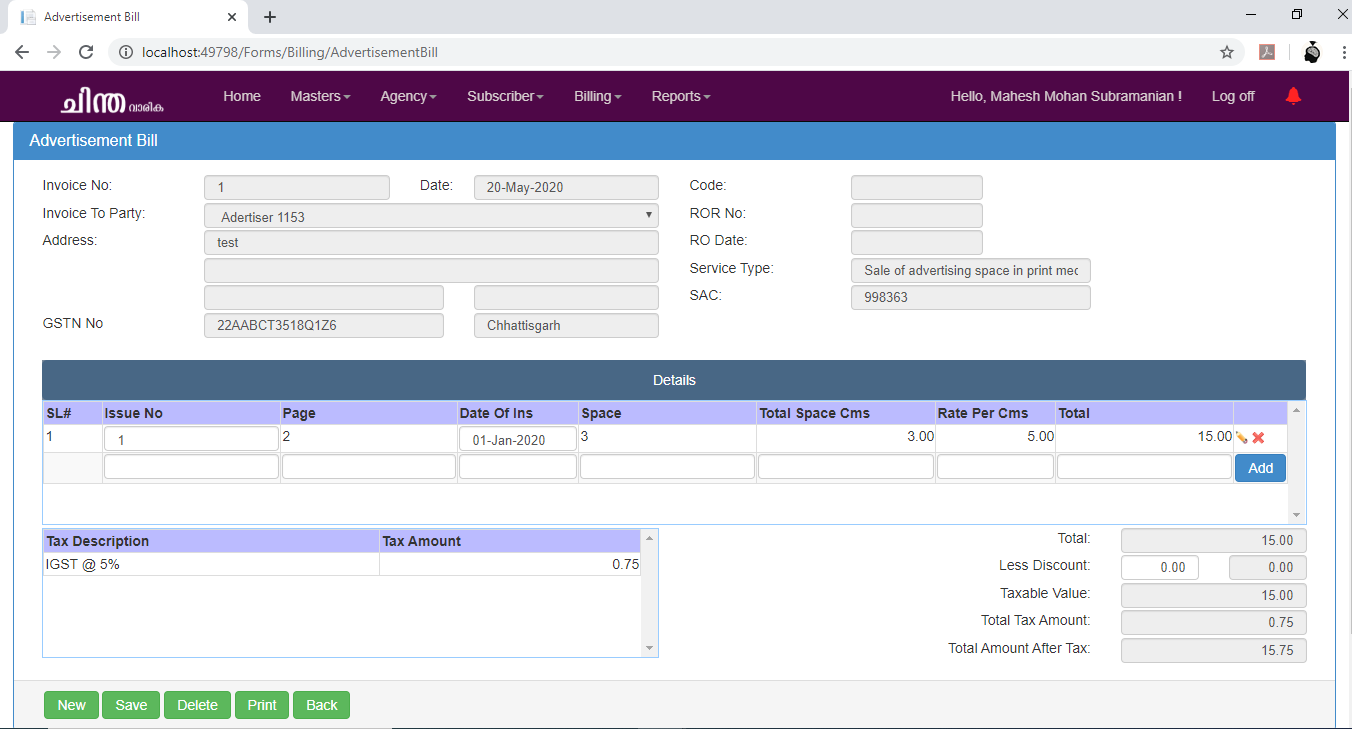 Advertisement Bill
localhost:49798/Forms/Billing/AdvertisementBill
ചിന്ത വാരിക Home Masters Agency Subscriber Billing Reports Hello, Mahesh Mohan Subramanian ! Log off
Advertisement Bill
Invoice No: 1 Date: 20-May-2020 Code:
Invoice To Party: Adertiser 1153 ROR No:
Address: test RO Date:
Service Type: Sale of advertising space in print mec
SAC: 998363
GSTN No 22AABCT3518Q1Z6 Chhattisgarh
Details
SL# Issue No Page Date Of Ins Space Total Space Cms Rate Per Cms Total
1 1 2 01-Jan-2020 3 3.00 5.00 15.00
Add
Tax Description Tax Amount
IGST @ 5% 0.75
Total: 15.00
Less Discount: 0.00 0.00
Taxable Value: 15.00
Total Tax Amount: 0.75
Total Amount After Tax: 15.75
New Save Delete Print Back